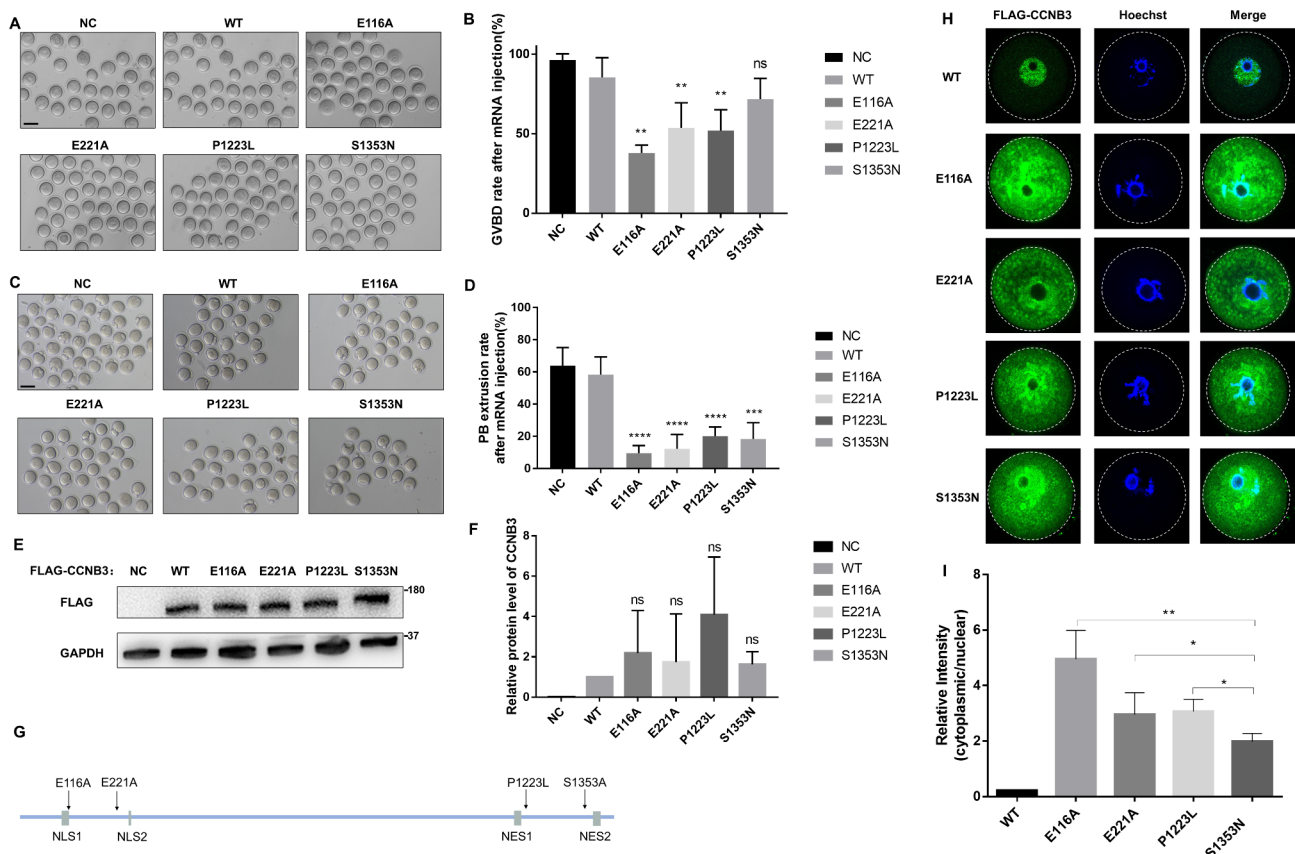 A
NC
WT
E116A
E221A
P1223L
S1353N
B
GVBD rate after mRNA injection(%)
100
50
0
**
**
**
ns
NC
WT
E116A
E221A
P1223L
S1353N
NC
WT
E116A
E221A
P1223L
S1353N
C
NC
WT
E116A
E221A
P1223L
S1353N
D
PB extrusion rate
after mRNA injection(%)
100
80
60
40
20
0
****
****
****
***
NC
WT
E116A
E221A
P1223L
S1353N
NC
WT
E116A
E221A
P1223L
S1353N
E
FLAG-CCNB3:
NC
WT
E116A
E221A
P1223L
S1353N
FLAG
-180
GAPDH
-37
F
Relative protein level of CCNB3
8
6
4
2
0
ns
ns
ns
ns
NC
WT
E116A
E221A
P1223L
S1353N
NC
WT
E116A
E221A
P1223L
S1353N
G
E116A
E221A
P1223L
S1353A
NLS1
NLS2
NES1
NES2
H
FLAG-CCNB3
Hoechst
Merge
WT
E116A
E221A
P1223L
S1353N
I
Relative Intensity
(cytoplasmic/nuclear)
8
6
4
2
0
**
*
*
WT
E116A
E221A
P1223L
S1353N